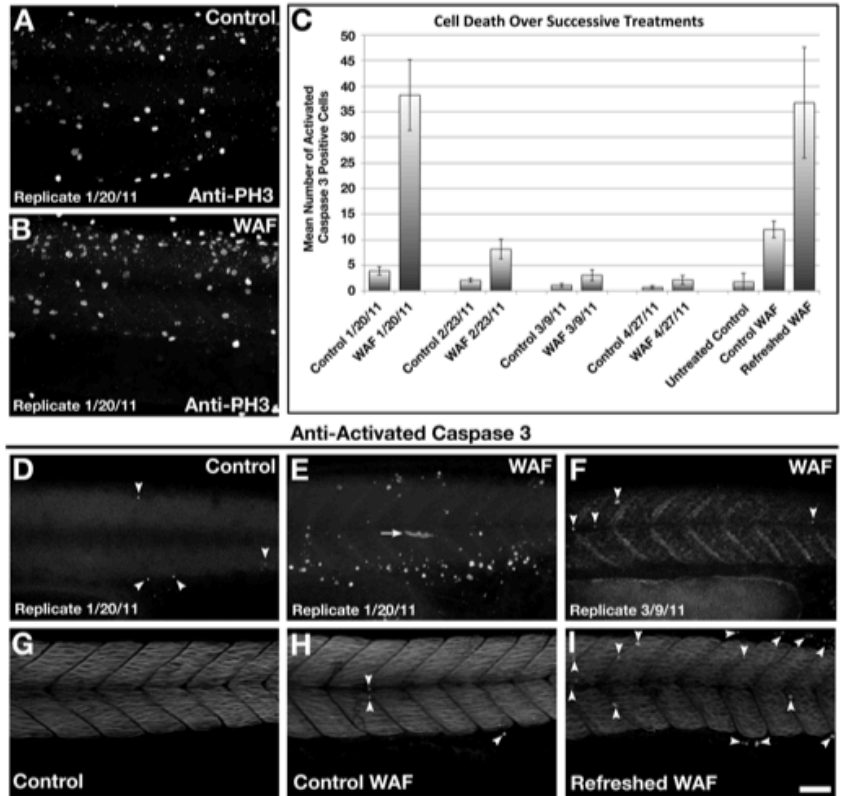 A
Control
Replicate 1/20/11
Anti-PH3
B
WAF
Replicate 1/20/11
Anti-PH3
C
Cell Death Over Successive Treatments
Mean Number of Activated
Caspase 3 Positive Cells
50
45
40
35
30
25
20
15
10
5
0
Control 1/20/11
WAF 1/20/11
Control 2/23/11
WAF 2/23/11
Control 3/9/11
WAF 3/9/11
Control 4/27/11
WAF 4/27/11
Untreated Control
Control WAF
Refreshed WAF
Anti-Activated Caspase 3
D
Control
Replicate 1/20/11
E
WAF
Replicate 1/20/11
F
WAF
Replicate 3/9/11
G
Control
H
Control WAF
I
Refreshed WAF